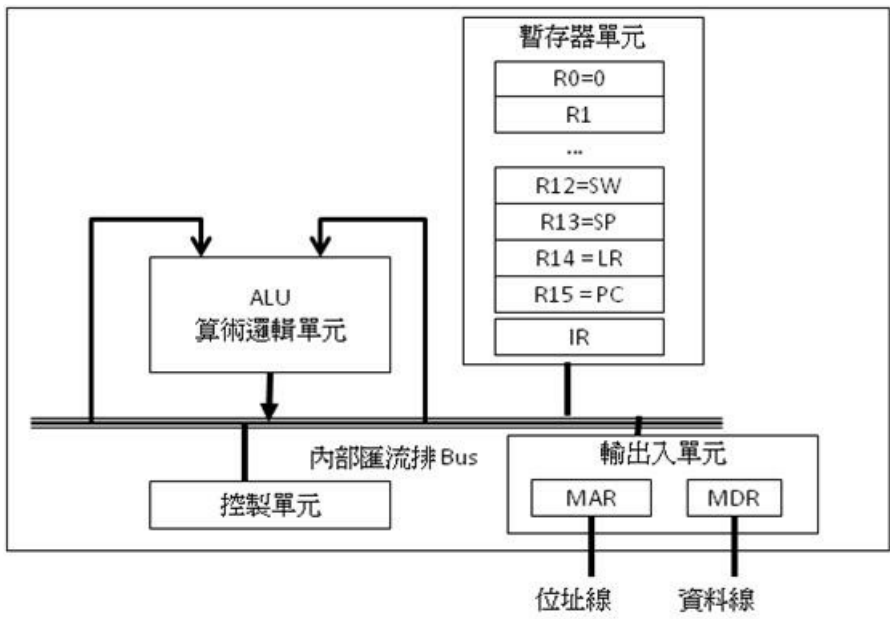 暫存器單元
R0=0
R1
...
R12=SW
R13=SP
R14 = LR
R15 = PC
IR
ALU
算術邏輯單元
內部匯流排 Bus
控製單元
輸出入單元
MAR
MDR
位址線
資料線